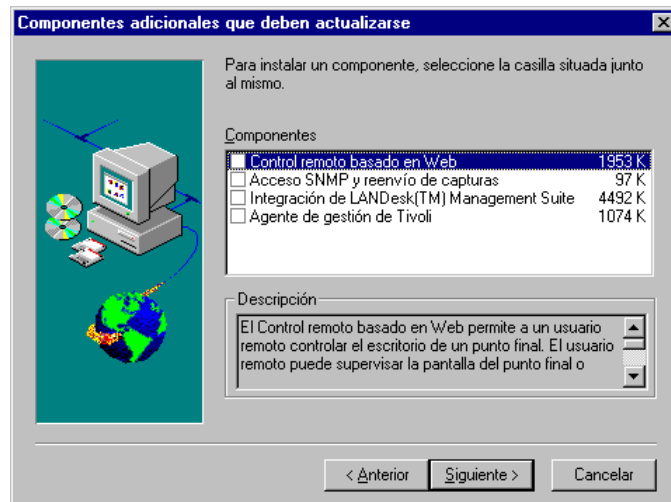 Componentes adicionales que deben actualizarse
Para instalar un componente, seleccione la casilla situada junto
al mismo.
Componentes
Control remoto basado en Web 1953 K
Acceso SNMP y reenvío de capturas 97 K
Integración de LANDesk(TM) Management Suite 4492 K
Agente de gestión de Tivoli 1074 K
Descripción
El Control remoto basado en Web permite a un usuario
remoto controlar el escritorio de un punto final. El usuario
remoto puede supervisar la pantalla del punto final o
< Anterior Siguiente > Cancelar